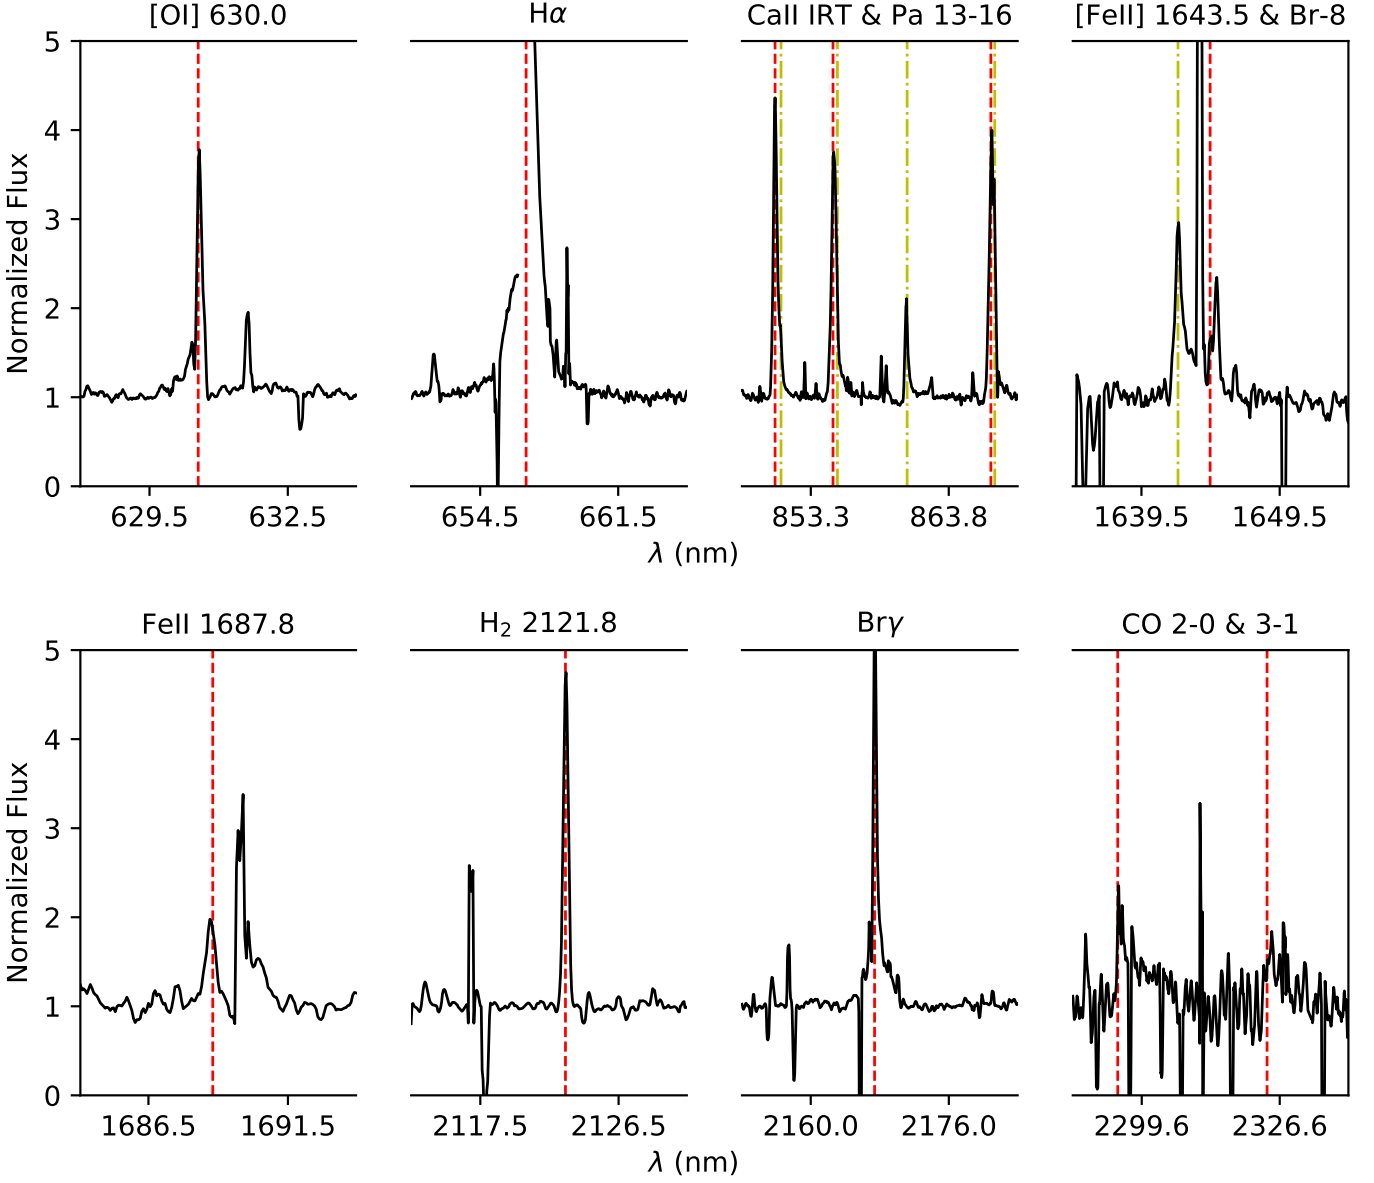 [OI] 630.0
Hα
CaII IRT & Pa 13-16
[FeII] 1643.5 & Br-8
Normalized Flux
5
4
3
2
1
0
629.5 632.5
654.5 661.5
853.3 863.8
1639.5 1649.5
λ (nm)
FeII 1687.8
H₂ 2121.8
Brγ
CO 2-0 & 3-1
Normalized Flux
5
4
3
2
1
0
1686.5 1691.5
2117.5 2126.5
2160.0 2176.0
2299.6 2326.6
λ (nm)